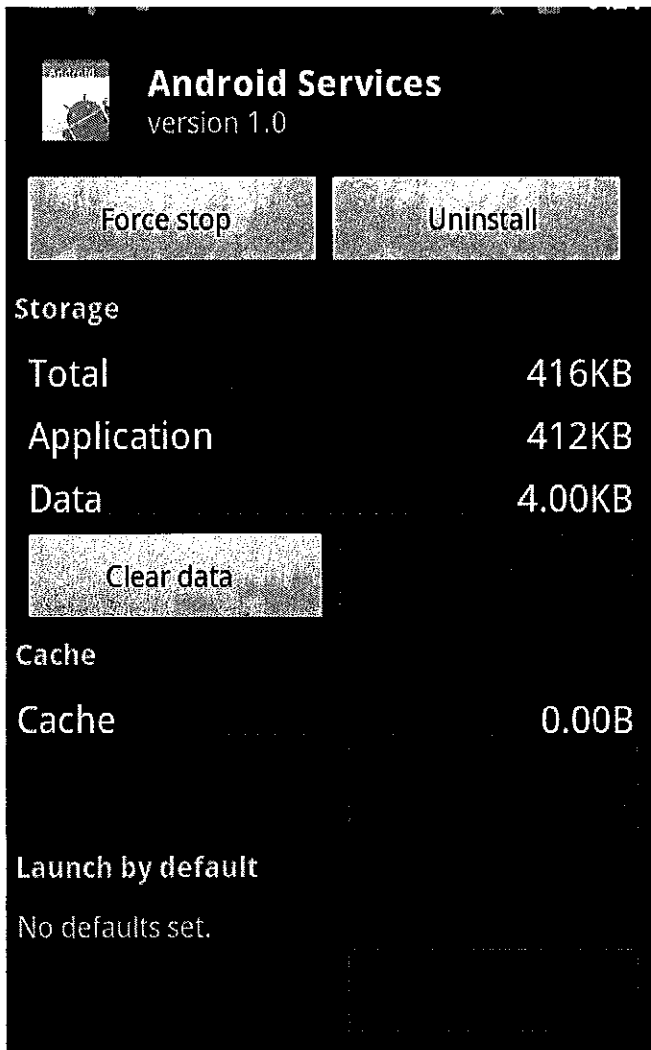 Android
Android Services
version 1.0
Force stop
Uninstall
Storage
Total 416KB
Application 412KB
Data 4.00KB
Clear data
Cache
Cache 0.00B
Launch by default
No defaults set.